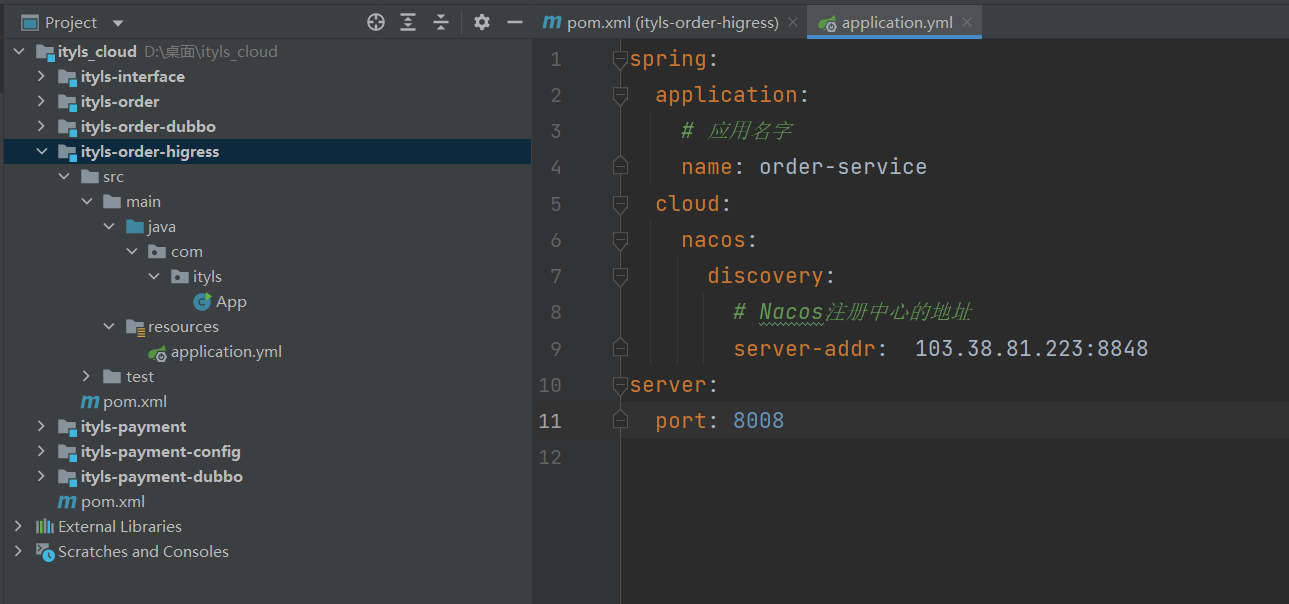 Project
ityls_cloud D:\桌面\ityls_cloud
ityls-interface
ityls-order
ityls-order-dubbo
ityls-order-higress
src
main
java
com
ityls
App
resources
application.yml
test
pom.xml
ityls-payment
ityls-payment-config
ityls-payment-dubbo
pom.xml
External Libraries
Scratches and Consoles
pom.xml (ityls-order-higress)
application.yml
1 spring:
2 application:
3 # 应用名字
4 name: order-service
5 cloud:
6 nacos:
7 discovery:
8 # Nacos注册中心的地址
9 server-addr: 103.38.81.223:8848
10 server:
11 port: 8008
12